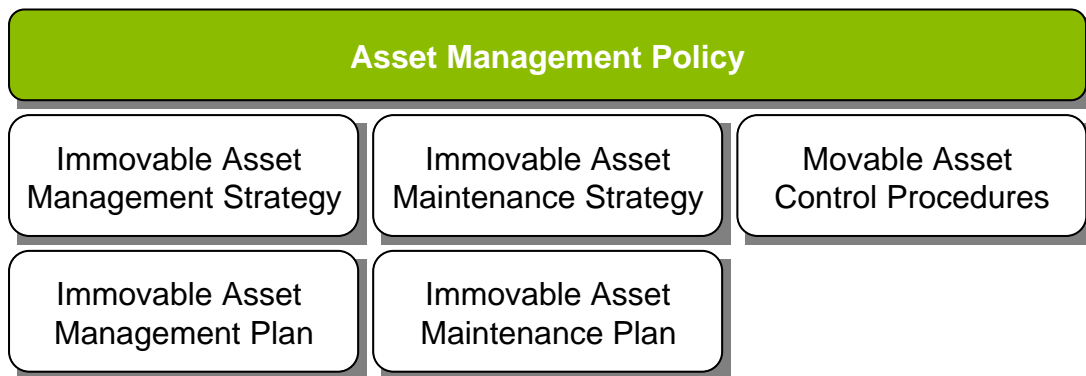 Asset Management Policy
Immovable Asset
Management Strategy
Immovable Asset
Maintenance Strategy
Movable Asset
Control Procedures
Immovable Asset
Management Plan
Immovable Asset
Maintenance Plan